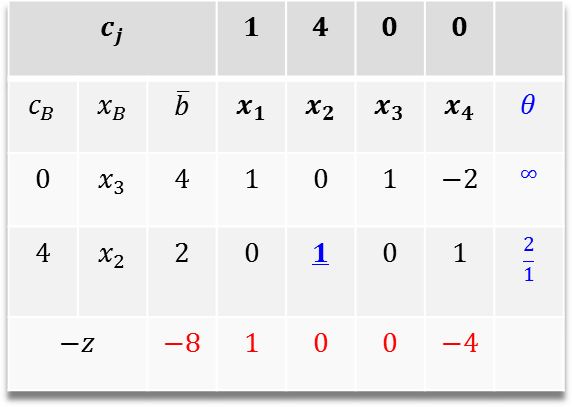 c_j 1 4 0 0
c_B x_B b̄ x_1 x_2 x_3 x_4 θ
0 x_3 4 1 0 1 −2 ∞
4 x_2 2 0 1 0 1 2/1
−z −8 1 0 0 −4